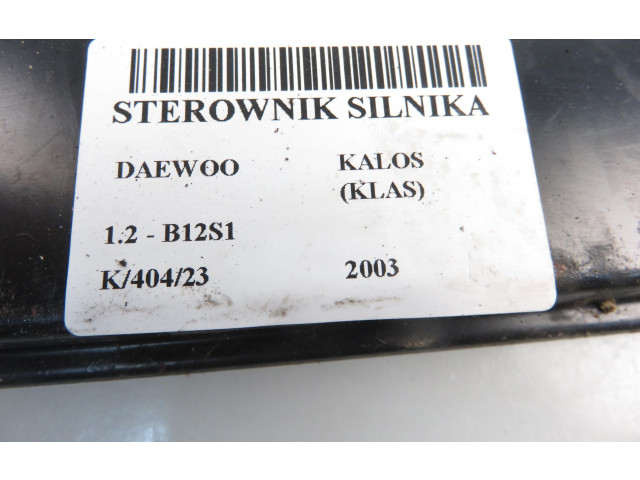 STEROWNIK SILNIKA
DAEWOO KALOS
(KLAS)
1.2 - B12S1
K/404/23 2003